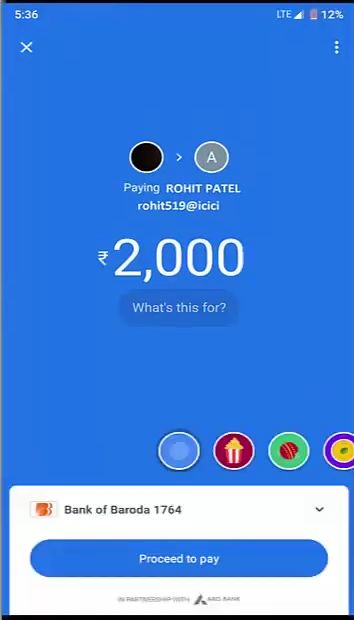 5:36 LTE 12%
A
Paying ROHIT PATEL
rohit519@icici
₹2,000
What's this for?
Bank of Baroda 1764
Proceed to pay
IN PARTNERSHIP WITH BANK